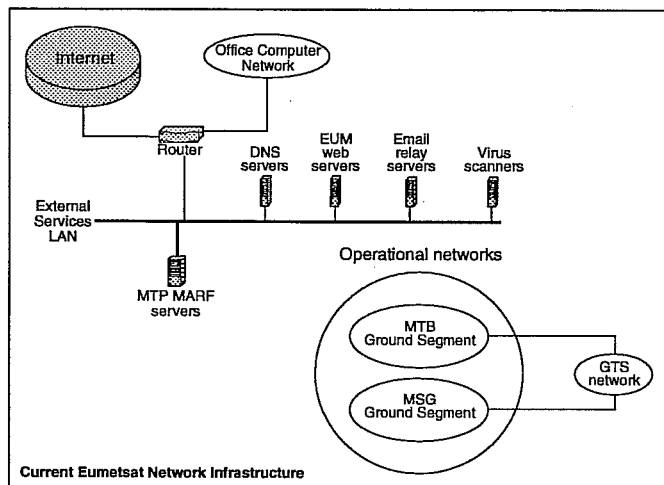 Internet
Office Computer
Network
Router
DNS
servers
EUM
web
servers
Email
relay
servers
Virus
scanners
External
Services
LAN
MTP MARF
servers
Operational networks
MTB
Ground Segment
GTS
network
MSG
Ground Segment
Current Eumetsat Network Infrastructure